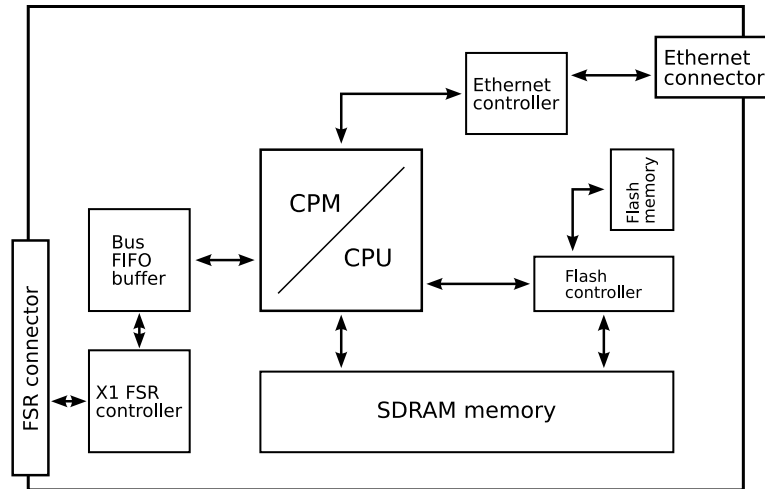 Ethernet
connector
Ethernet
controller
Flash
memory
CPM
CPU
Bus
FIFO
buffer
Flash
controller
FSR connector
X1 FSR
controller
SDRAM memory